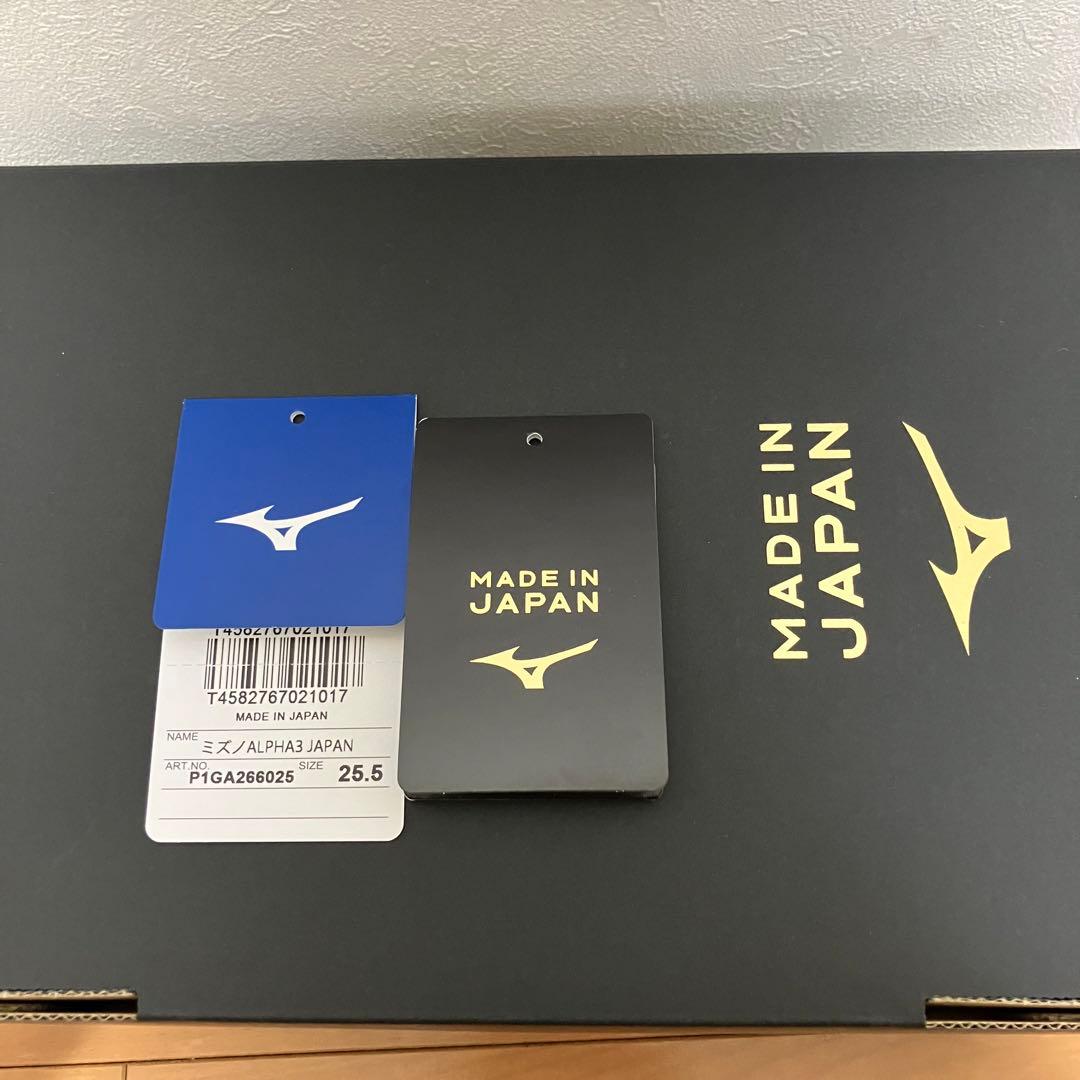 T4582767021017
T4582767021017
MADE IN JAPAN
NAME ミズノALPHA3 JAPAN
ART.NO. P1GA266025 SIZE 25.5
MADE IN
JAPAN
MADE IN
JAPAN